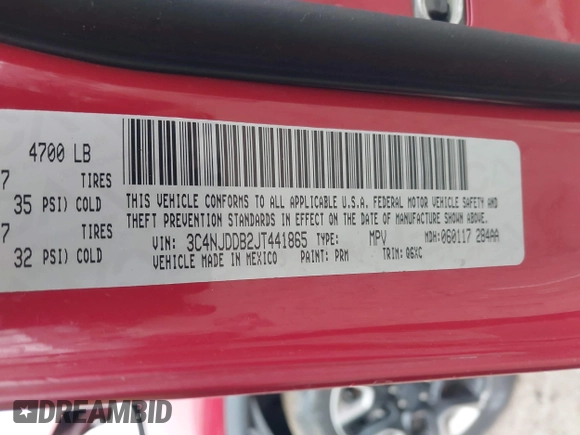 4700 LB
7 TIRES
35 PSI) COLD
7 TIRES
32 PSI) COLD
THIS VEHICLE CONFORMS TO ALL APPLICABLE U.S.A. FEDERAL MOTOR VEHICLE SAFETY AND
THEFT PREVENTION STANDARDS IN EFFECT ON THE DATE OF MANUFACTURE SHOWN ABOVE.
VIN: 3C4NJDDB2JT441865 TYPE: MPV MDH: 060117 284AA
VEHICLE MADE IN MEXICO PAINT: PRM TRIM: Q6XC
DREAMBID